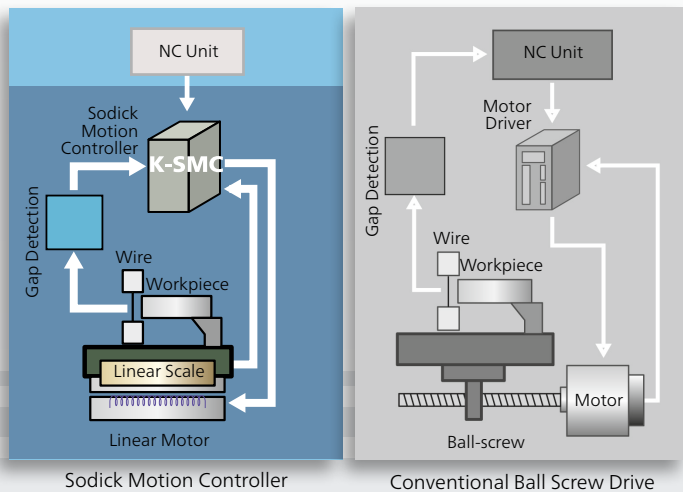 NC Unit
Sodick
Motion
Controller
K-SMC
Gap Detection
Wire
Workpiece
Linear Scale
Linear Motor
Sodick Motion Controller
NC Unit
Motor
Driver
Gap Detection
Wire
Workpiece
Motor
Ball-screw
Conventional Ball Screw Drive